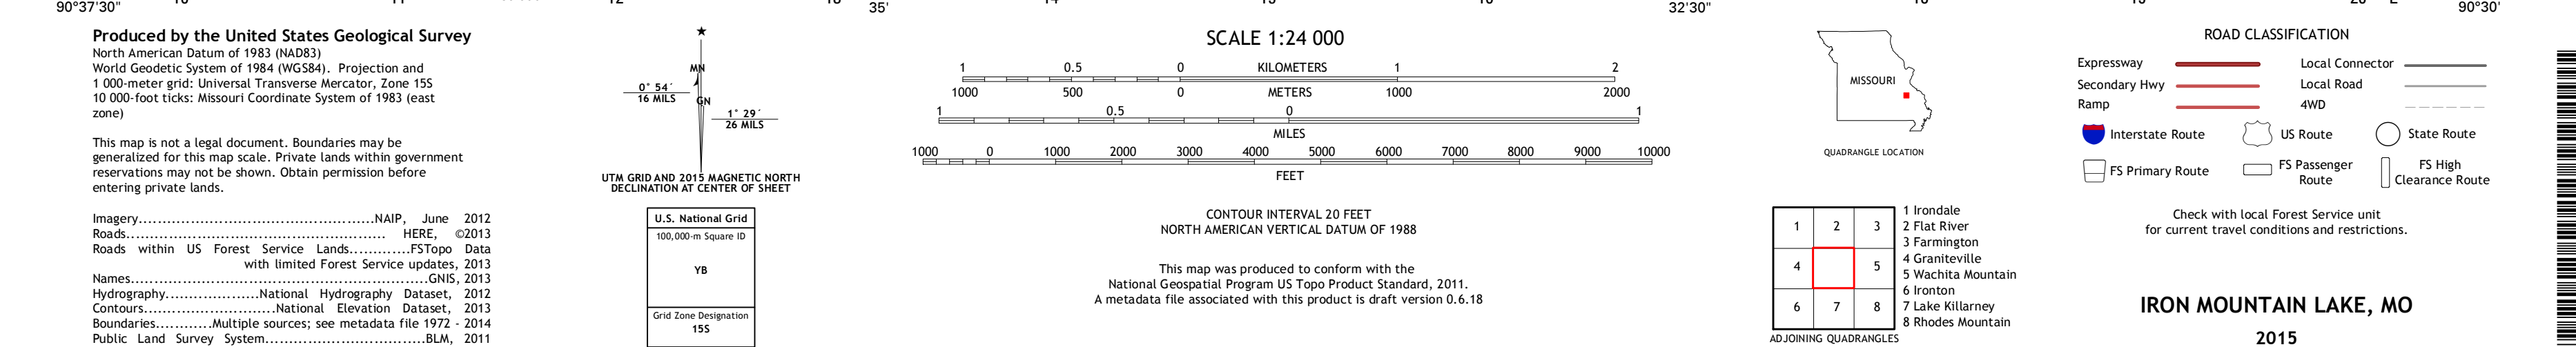 90°37'30"
35'
32'30"
90°30'
Produced by the United States Geological Survey
North American Datum of 1983 (NAD83)
World Geodetic System of 1984 (WGS84). Projection and
1 000-meter grid: Universal Transverse Mercator, Zone 15S
10 000-foot ticks: Missouri Coordinate System of 1983 (east
zone)
This map is not a legal document. Boundaries may be
generalized for this map scale. Private lands within government
reservations may not be shown. Obtain permission before
entering private lands.
Imagery..................................................NAIP, June 2012
Roads.................................................... HERE, ©2013
Roads within US Forest Service Lands.............FSTopo Data
with limited Forest Service updates, 2013
Names...............................................................GNIS, 2013
Hydrography....................National Hydrography Dataset, 2012
Contours............................National Elevation Dataset, 2013
Boundaries............Multiple sources; see metadata file 1972 - 2014
Public Land Survey System..................................BLM, 2011
MN
GN
0° 54´
16 MILS
1° 29´
26 MILS
UTM GRID AND 2015 MAGNETIC NORTH
DECLINATION AT CENTER OF SHEET
U.S. National Grid
100,000-m Square ID
YB
Grid Zone Designation
15S
SCALE 1:24 000
1 0.5 0 KILOMETERS 1 2
1000 500 0 METERS 1000 2000
1 0.5 0 1
MILES
1000 0 1000 2000 3000 4000 5000 6000 7000 8000 9000 10000
FEET
CONTOUR INTERVAL 20 FEET
NORTH AMERICAN VERTICAL DATUM OF 1988
This map was produced to conform with the
National Geospatial Program US Topo Product Standard, 2011.
A metadata file associated with this product is draft version 0.6.18
MISSOURI
QUADRANGLE LOCATION
1 2 3
4 5
6 7 8
1 Irondale
2 Flat River
3 Farmington
4 Graniteville
5 Wachita Mountain
6 Ironton
7 Lake Killarney
8 Rhodes Mountain
ADJOINING QUADRANGLES
ROAD CLASSIFICATION
Expressway
Local Connector
Secondary Hwy
Local Road
Ramp
4WD
Interstate Route
US Route
State Route
FS Primary Route
FS Passenger
Route
FS High
Clearance Route
Check with local Forest Service unit
for current travel conditions and restrictions.
IRON MOUNTAIN LAKE, MO
2015